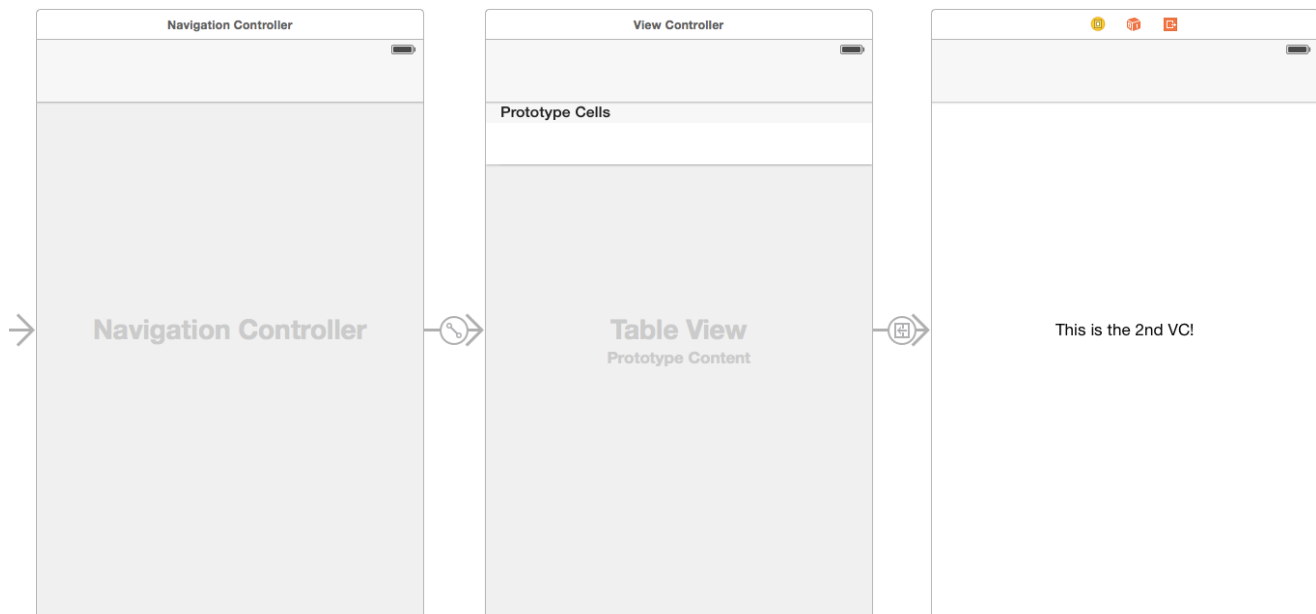 Navigation Controller
View Controller
Prototype Cells
Navigation Controller
Table View
Prototype Content
This is the 2nd VC!